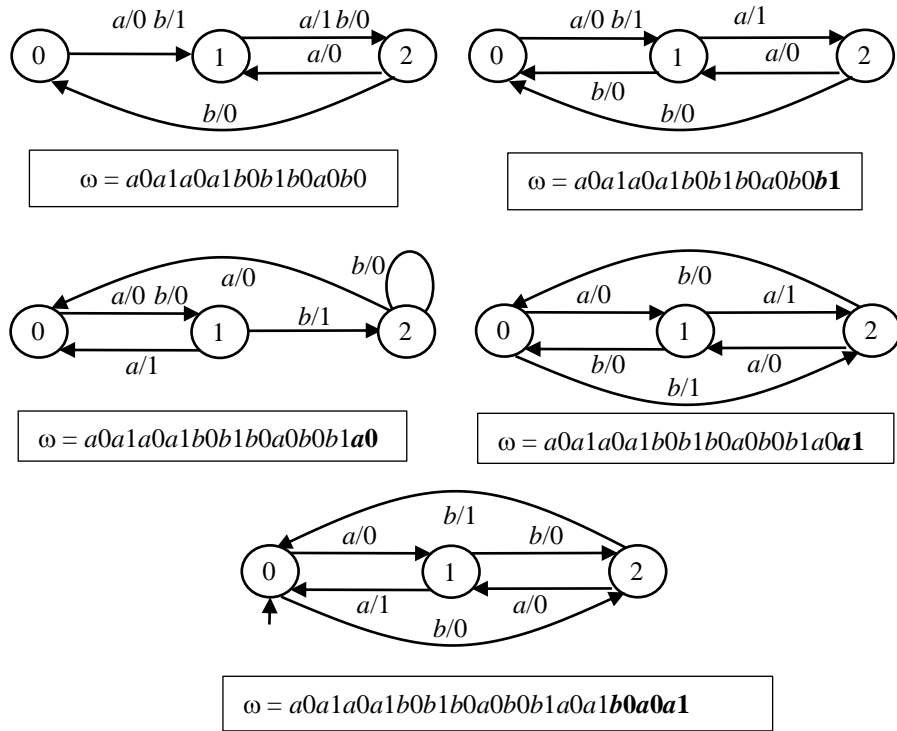 a/0 b/1 a/1 b/0 a/0 b/0
0 1 2
ω = a0a1a0a1b0b1b0a0b0
a/0 b/1 a/1 a/0 b/0 b/0
0 1 2
ω = a0a1a0a1b0b1b0a0b0b1
a/0 b/0
a/0 b/0 b/1
0 1 2
a/1
ω = a0a1a0a1b0b1b0a0b0b1a0
b/0
a/0 a/1
0 1 2
b/0 a/0
b/1
ω = a0a1a0a1b0b1b0a0b0b1a0a1
b/1
a/0 b/0
0 1 2
a/1 a/0
b/0
ω = a0a1a0a1b0b1b0a0b0b1a0a1b0a0a1